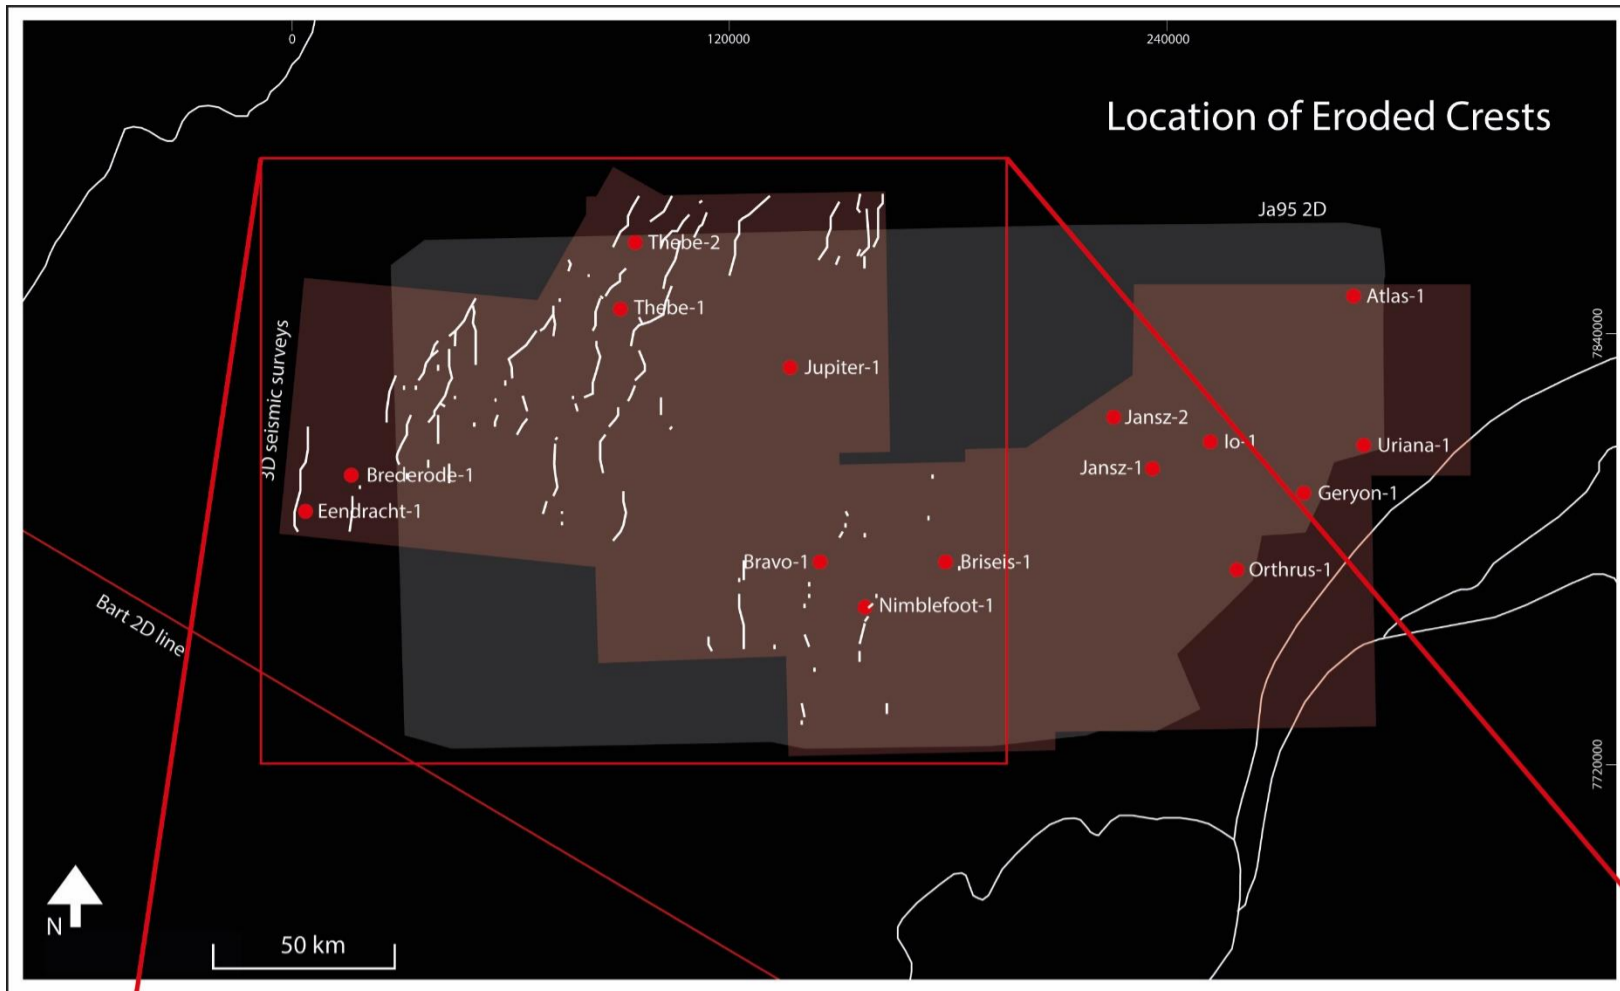 0
120000
240000
Location of Eroded Crests
Ja95 2D
Thebe-2
Atlas-1
Thebe-1
7840000
3D seismic surveys
Jupiter-1
Jansz-2
Io-1
Uriana-1
Jansz-1
Brederode-1
Geryon-1
Eendracht-1
Bravo-1
Briseis-1
Orthrus-1
Nimblefoot-1
Bart 2D line
7720000
N
50 km